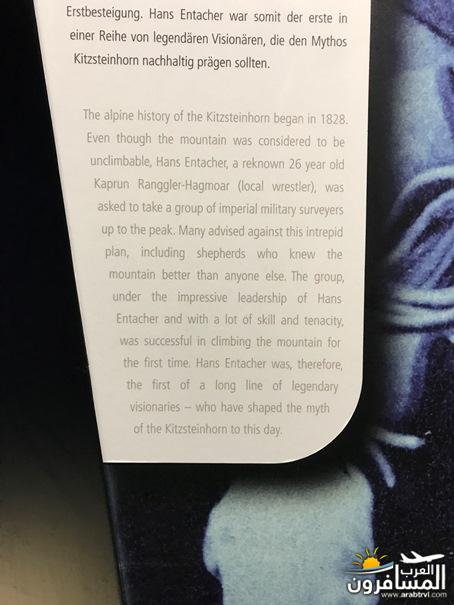 Erstbesteigung. Hans Entacher war somit der erste in
einer Reihe von legendären Visionären, die den Mythos
Kitzsteinhorn nachhaltig prägen sollten.
The alpine history of the Kitzsteinhorn began in 1828.
Even though the mountain was considered to be
unclimbable, Hans Entacher, a reknown 26 year old
Kaprun Ranggler-Hagmoar (local wrestler), was
asked to take a group of imperial military surveyers
up to the peak. Many advised against this intrepid
plan, including shepherds who knew the
mountain better than anyone else. The group,
under the impressive leadership of Hans
Entacher and with a lot of skill and tenacity,
was successful in climbing the mountain for
the first time. Hans Entacher was, therefore,
the first of a long line of legendary
visionaries – who have shaped the myth
of the Kitzsteinhorn to this day.
العرب
المسافرون
www.arabtrvl.com